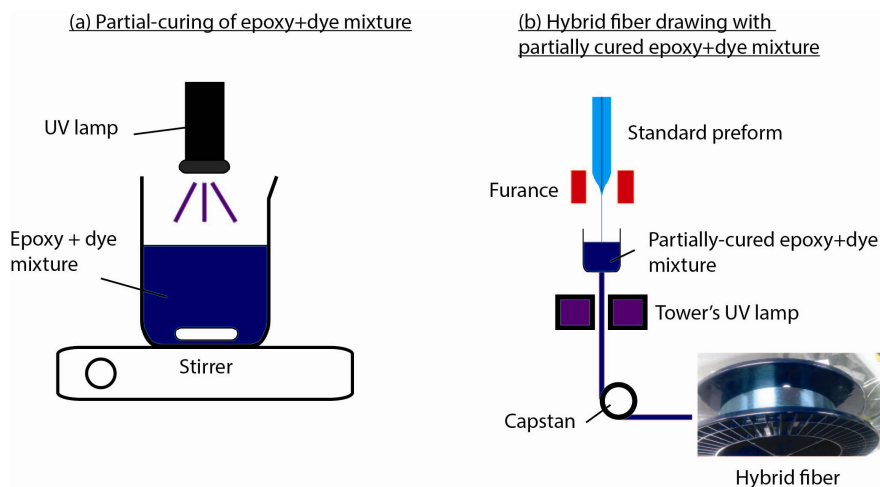 (a) Partial-curing of epoxy+dye mixture
UV lamp
Epoxy + dye
mixture
Stirrer
(b) Hybrid fiber drawing with
partially cured epoxy+dye mixture
Standard preform
Furance
Partially-cured epoxy+dye
mixture
Tower's UV lamp
Capstan
Hybrid fiber